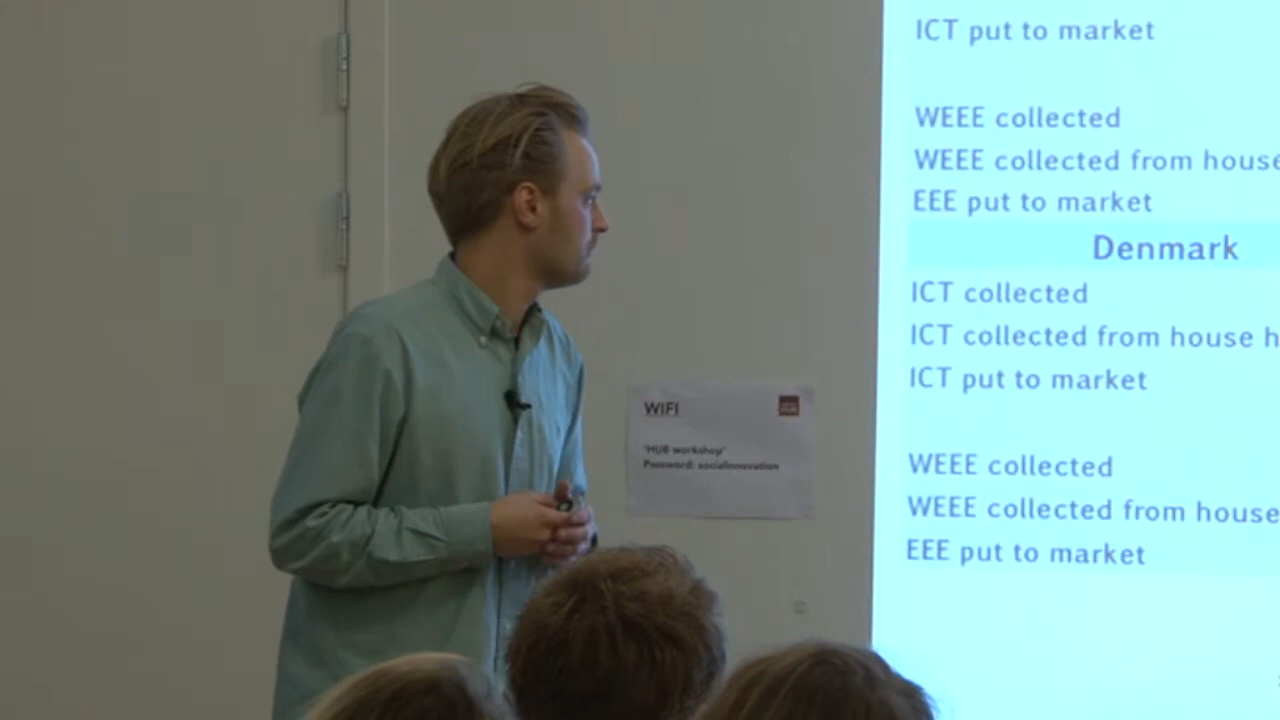 WIFI
'HUB workshop'
Password: socialinnovation
ICT put to market
WEEE collected
WEEE collected from house
EEE put to market
Denmark
ICT collected
ICT collected from house h
ICT put to market
WEEE collected
WEEE collected from house
EEE put to market